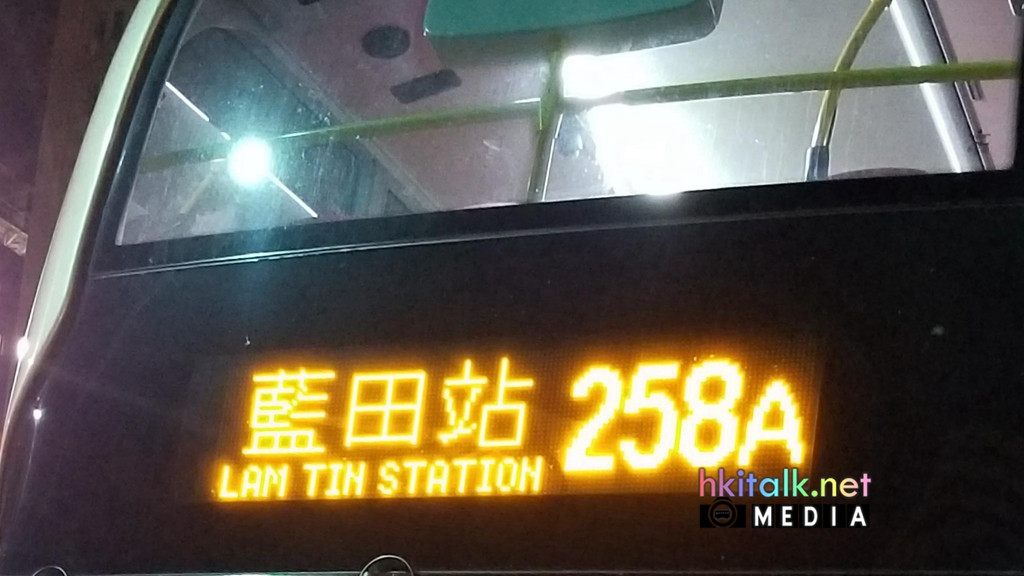 藍田站 258A
LAM TIN STATION
hkitalk.net
MEDIA